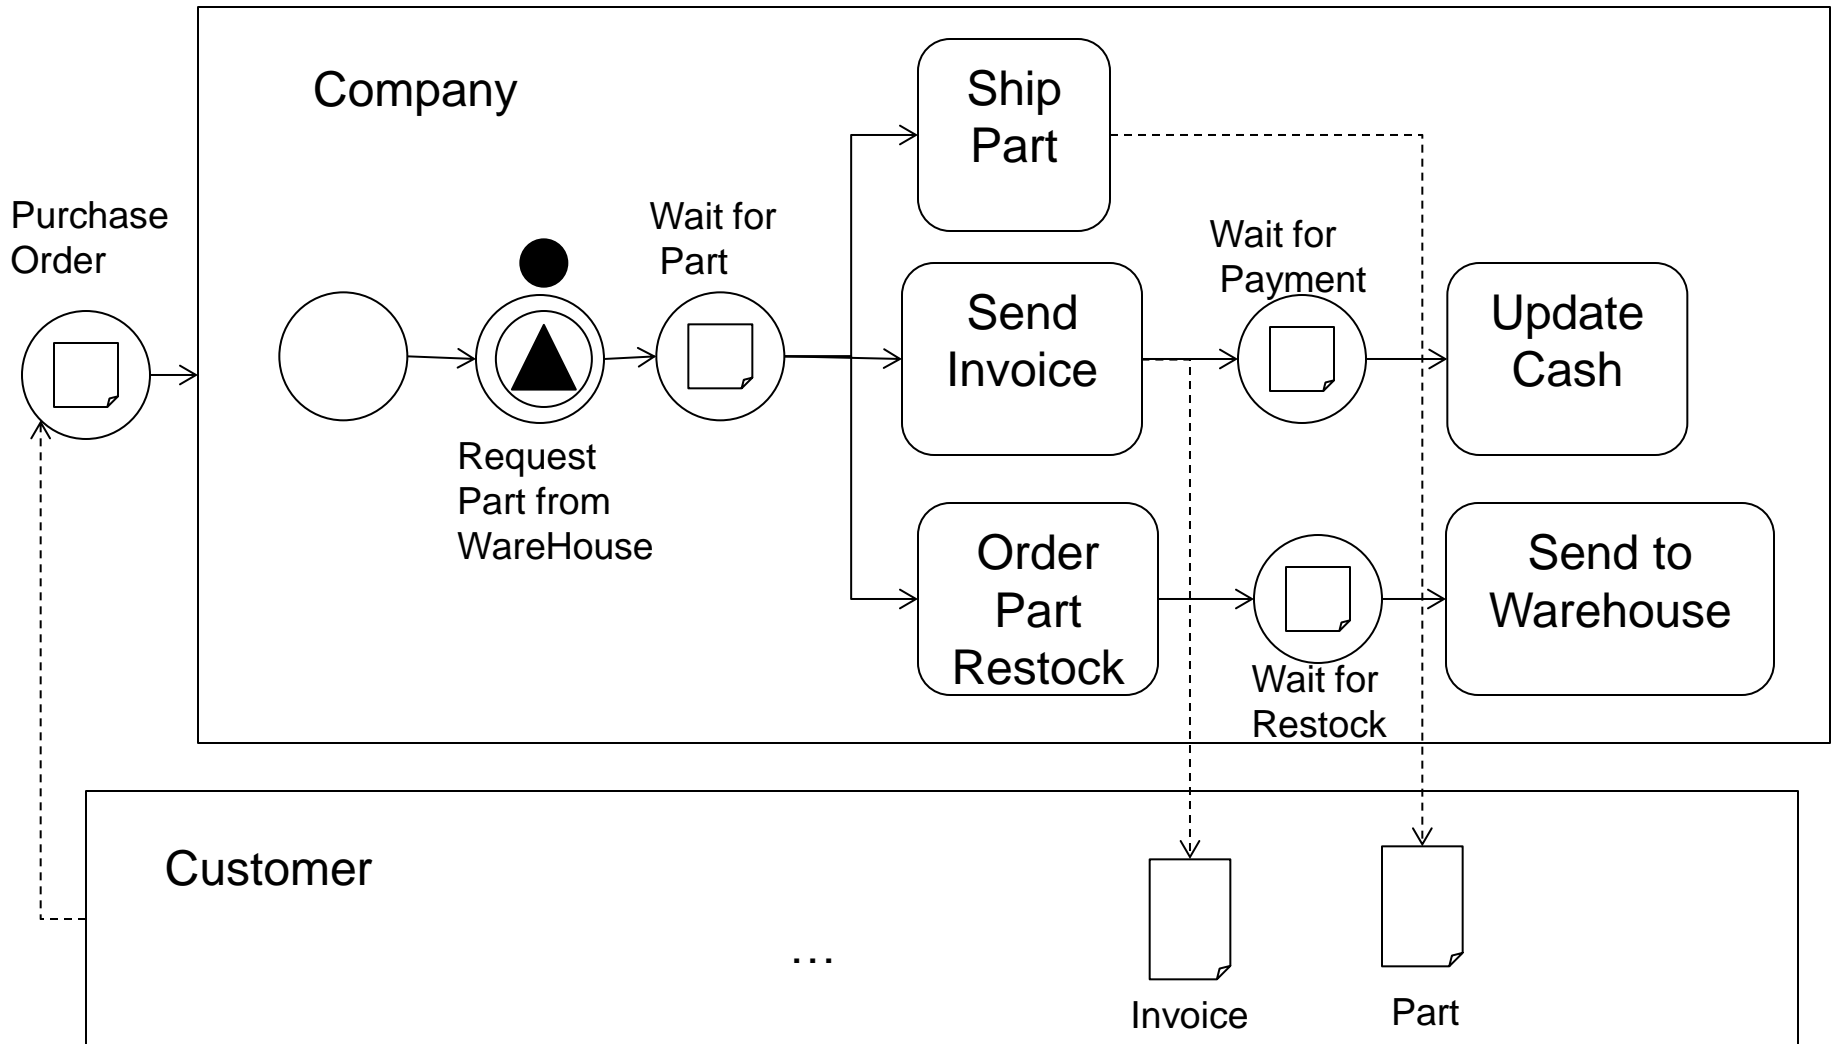 Company
Ship
Part
Purchase
Order
Wait for
Part
Wait for
Payment
Send
Invoice
Update
Cash
Request
Part from
WareHouse
Order
Part
Restock
Send to
Warehouse
Wait for
Restock
Customer
...
Invoice
Part